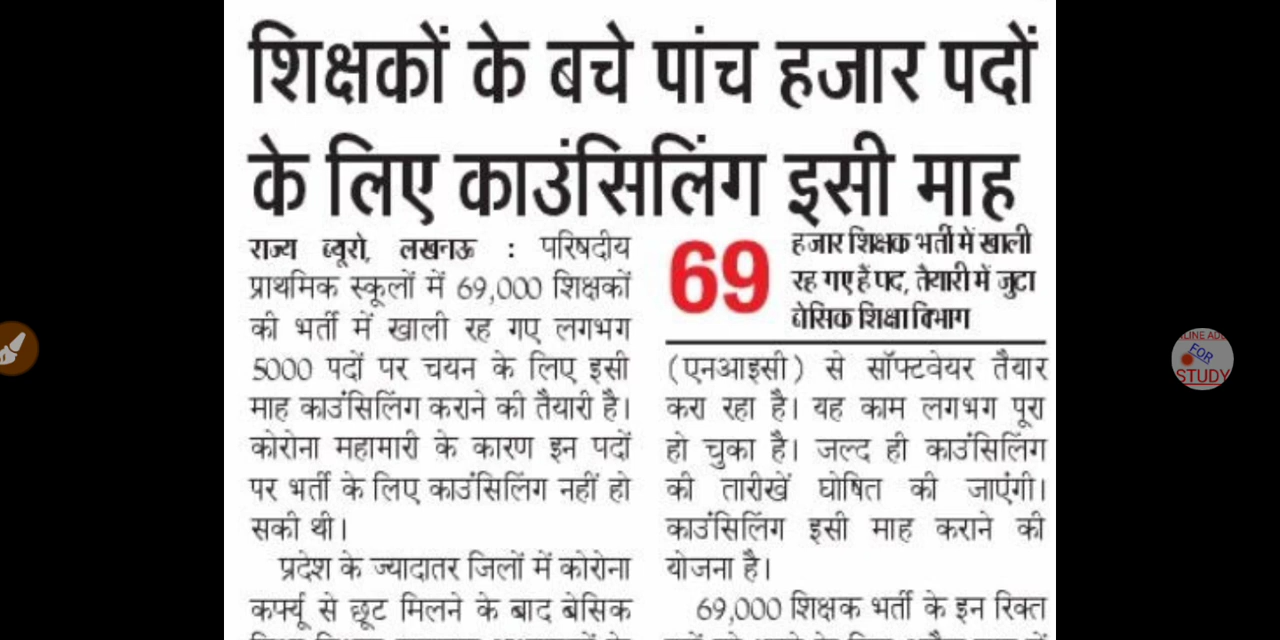 शिक्षकों के बचे पांच हजार पदों
के लिए काउंसिलिंग इसी माह
राज्य ब्यूरो, लखनऊ : परिषदीय
प्राथमिक स्कूलों में 69,000 शिक्षकों
की भर्ती में खाली रह गए लगभग
5000 पदों पर चयन के लिए इसी
माह काउंसिलिंग कराने की तैयारी है।
कोरोना महामारी के कारण इन पदों
पर भर्ती के लिए काउंसिलिंग नहीं हो
सकी थी।
प्रदेश के ज्यादातर जिलों में कोरोना
कर्फ्यू से छूट मिलने के बाद बेसिक
69
हजार शिक्षक भर्ती में खाली
रह गए हैं पद, तैयारी में जुटा
बेसिक शिक्षा विभाग
(एनआइसी) से सॉफ्टवेयर तैयार
करा रहा है। यह काम लगभग पूरा
हो चुका है। जल्द ही काउंसिलिंग
की तारीखें घोषित की जाएंगी।
काउंसिलिंग इसी माह कराने की
योजना है।
69,000 शिक्षक भर्ती के इन रिक्त
FOR
STUDY